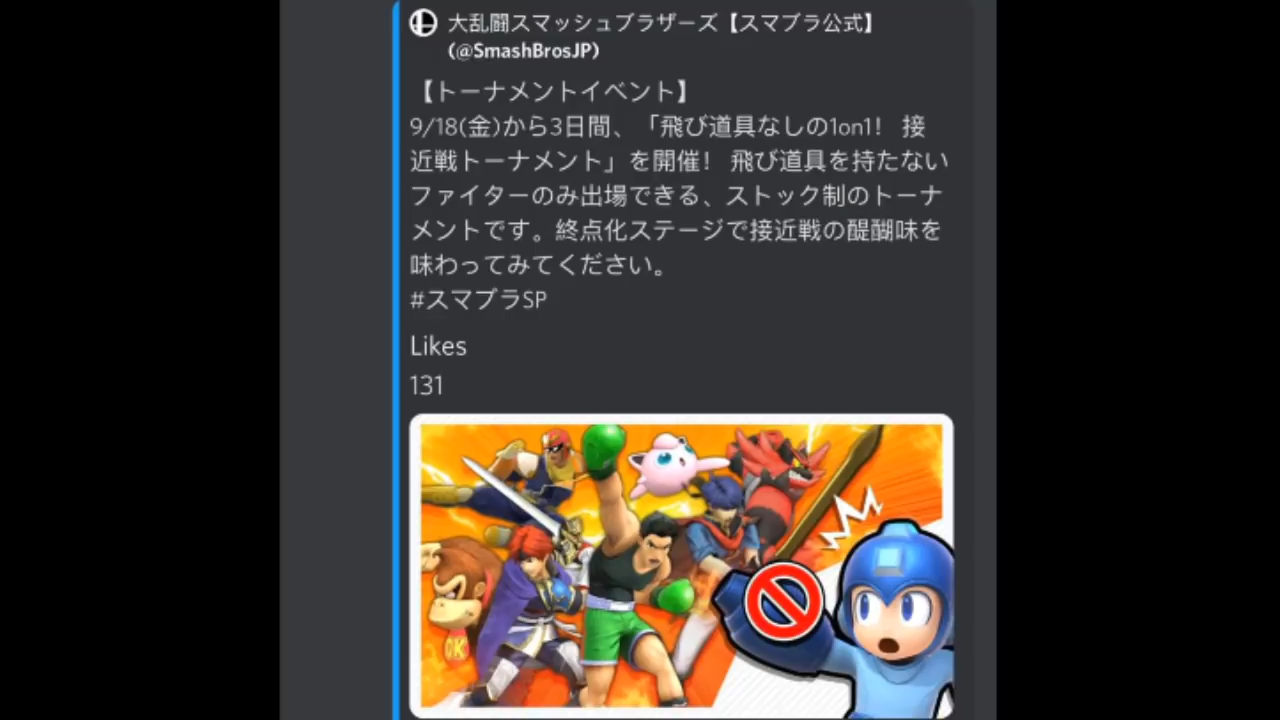 大乱闘スマッシュブラザーズ【スマブラ公式】
(@SmashBrosJP)
【トーナメントイベント】
9/18(金)から3日間、「飛び道具なしの1on1! 接
近戦トーナメント」を開催! 飛び道具を持たない
ファイターのみ出場できる、ストック制のトーナ
メントです。終点化ステージで接近戦の醍醐味を
味わってみてください。
#スマブラSP
Likes
131
DK